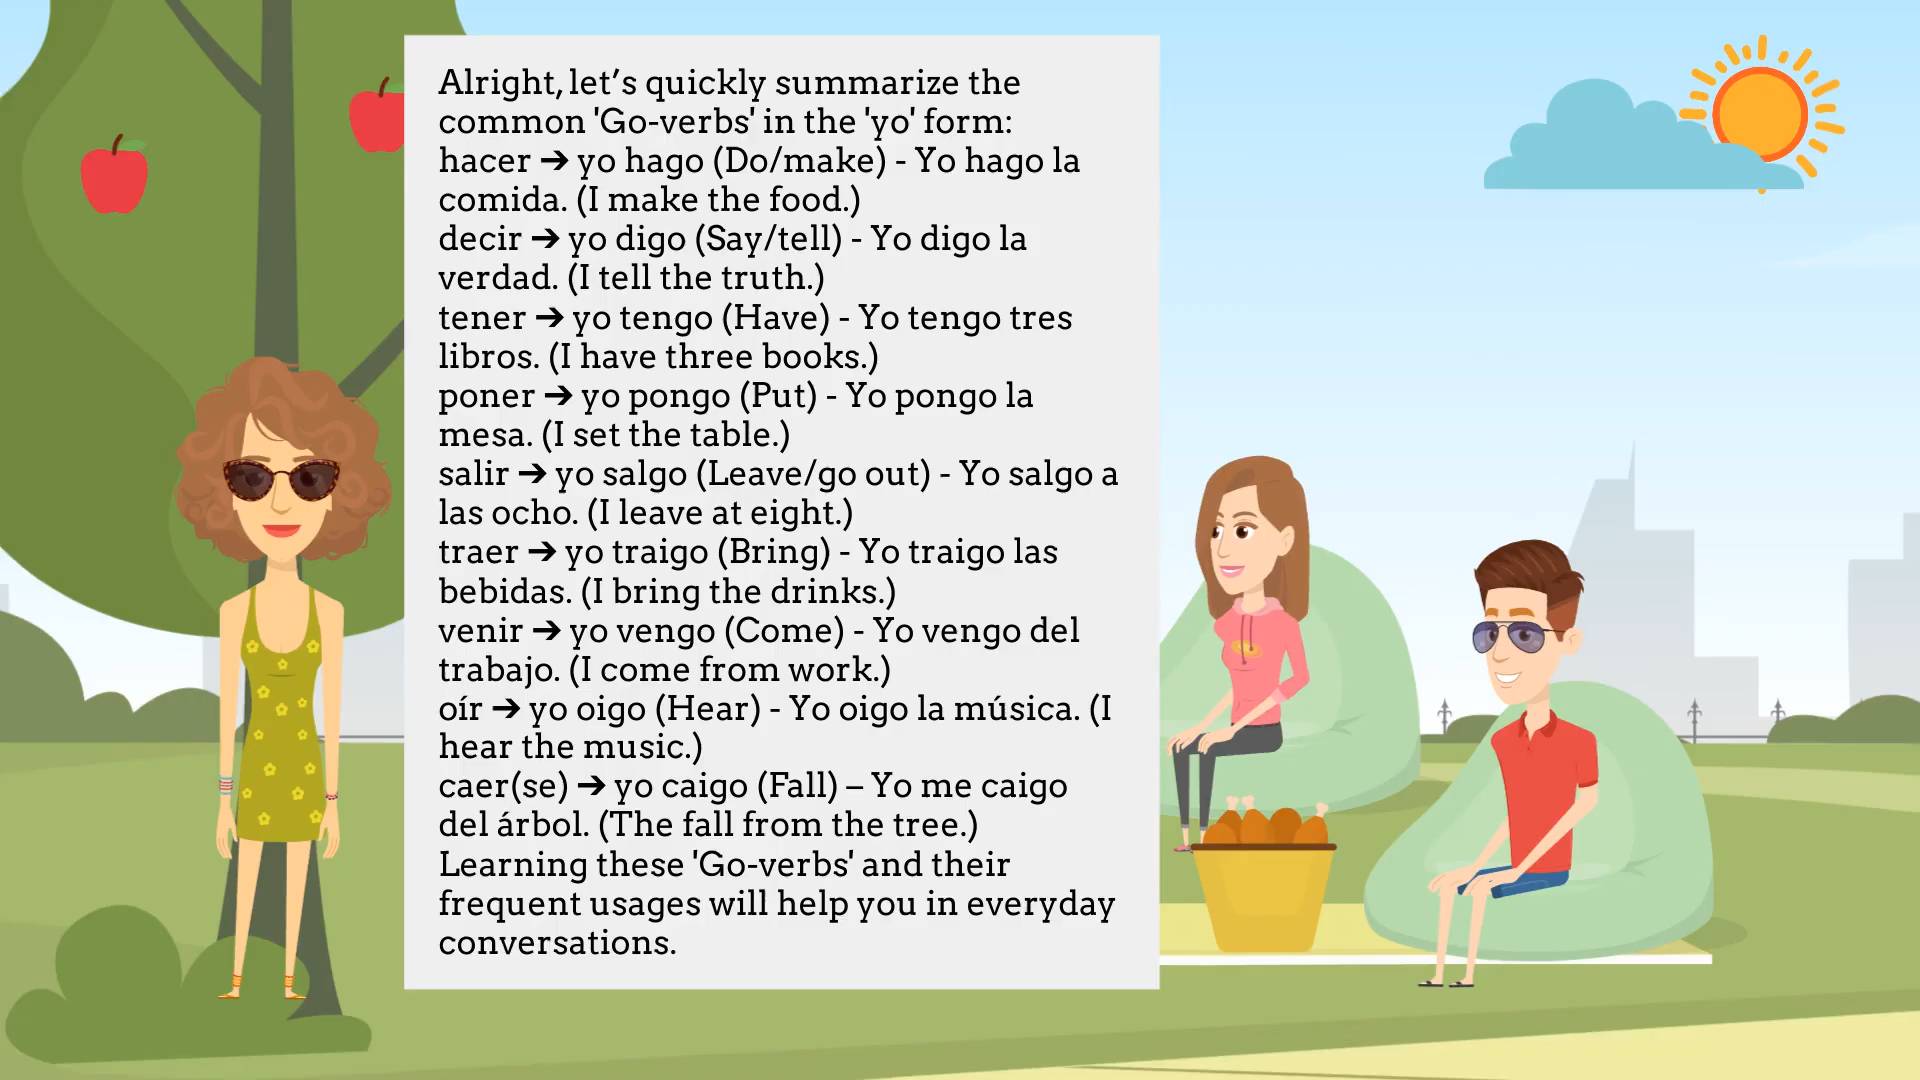 Alright, let’s quickly summarize the
common 'Go-verbs' in the 'yo' form:
hacer ➔ yo hago (Do/make) - Yo hago la
comida. (I make the food.)
decir ➔ yo digo (Say/tell) - Yo digo la
verdad. (I tell the truth.)
tener ➔ yo tengo (Have) - Yo tengo tres
libros. (I have three books.)
poner ➔ yo pongo (Put) - Yo pongo la
mesa. (I set the table.)
salir ➔ yo salgo (Leave/go out) - Yo salgo a
las ocho. (I leave at eight.)
traer ➔ yo traigo (Bring) - Yo traigo las
bebidas. (I bring the drinks.)
venir ➔ yo vengo (Come) - Yo vengo del
trabajo. (I come from work.)
oír ➔ yo oigo (Hear) - Yo oigo la música. (I
hear the music.)
caer(se) ➔ yo caigo (Fall) – Yo me caigo
del árbol. (The fall from the tree.)
Learning these 'Go-verbs' and their
frequent usages will help you in everyday
conversations.